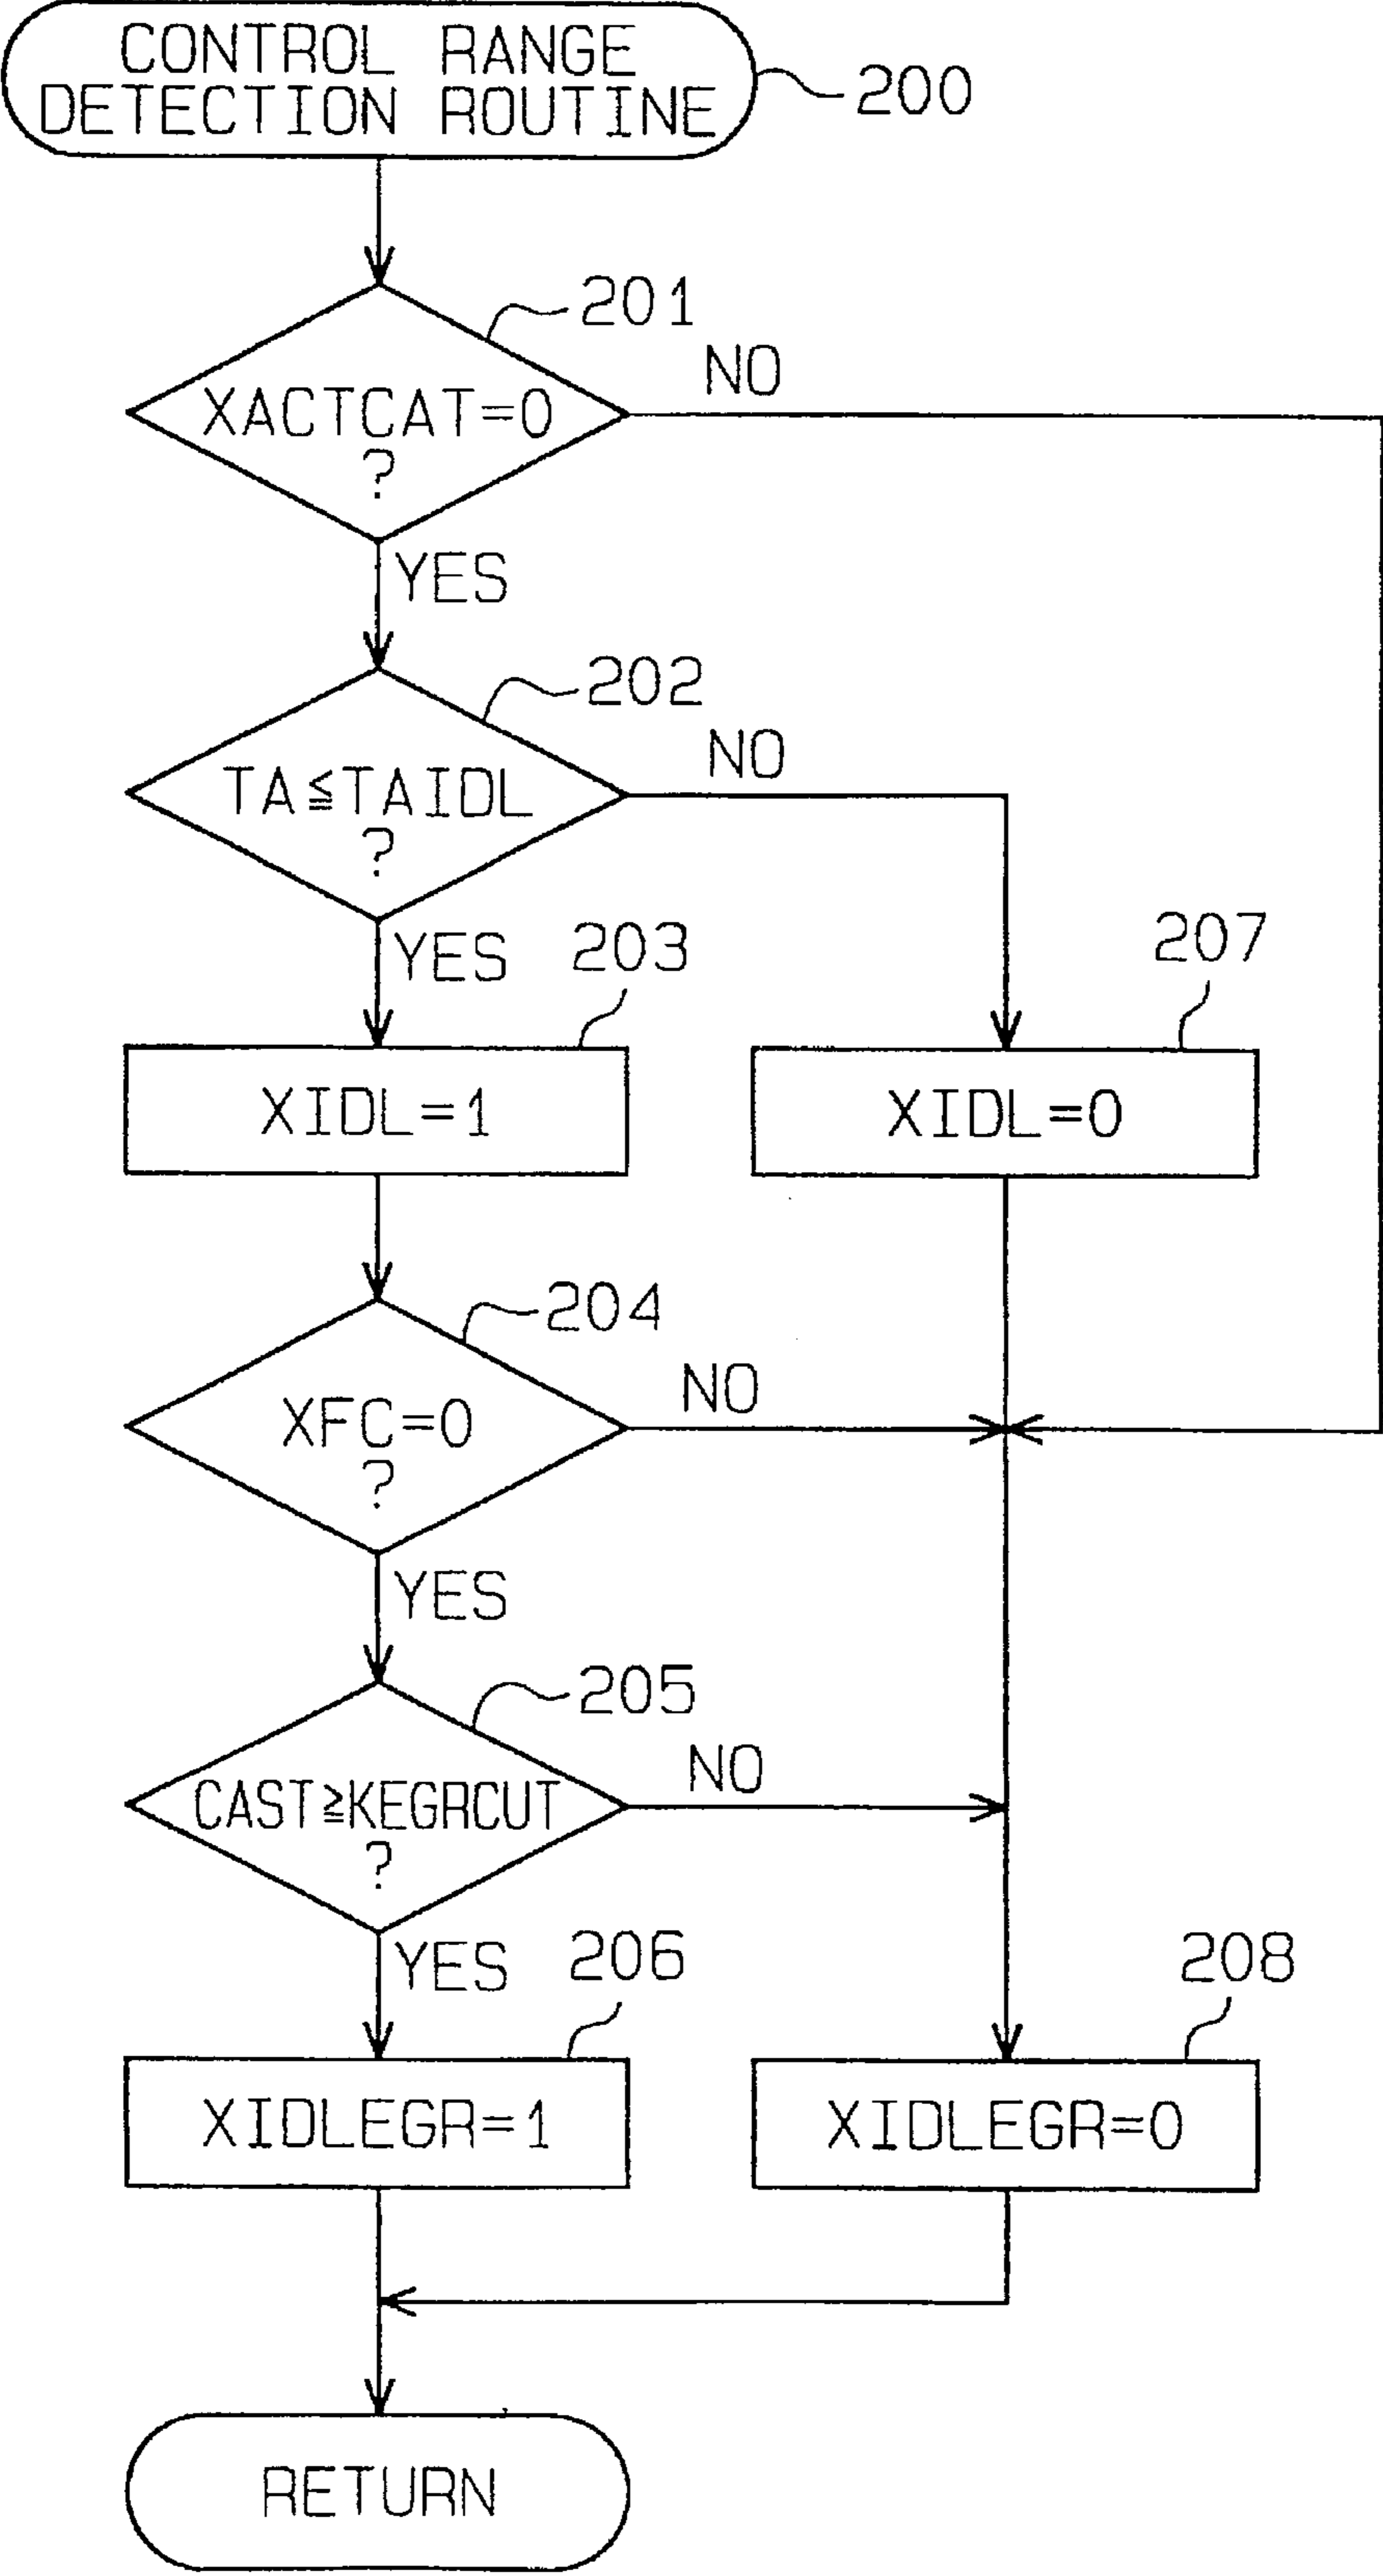 CONTROL RANGE
DETECTION ROUTINE
200
201
XACTCAT=0
?
NO
YES
202
TA≦TAIDL
?
NO
YES
203
XIDL=1
207
XIDL=0
204
XFC=0
?
NO
YES
205
CAST≧KEGRCUT
?
NO
YES
206
XIDLEGR=1
208
XIDLEGR=0
RETURN